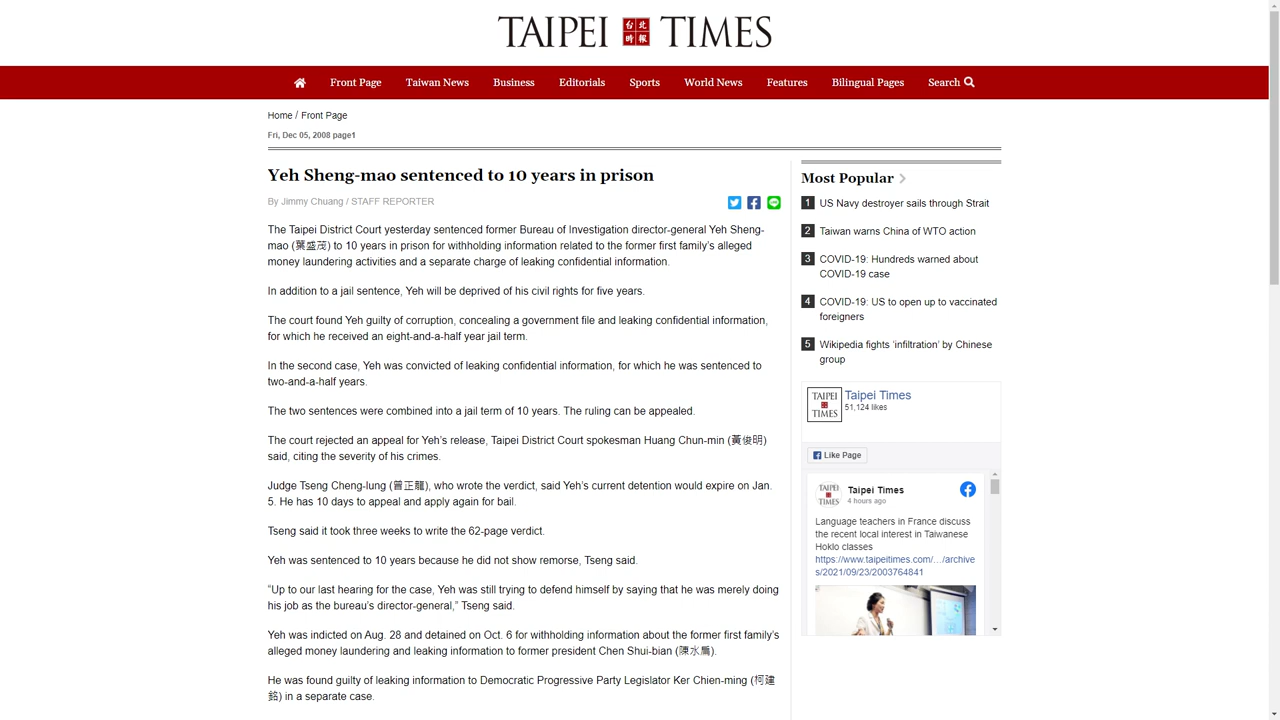 TAIPEI 台北時報 TIMES
Front Page Taiwan News Business Editorials Sports World News Features Bilingual Pages Search
Home / Front Page
Fri, Dec 05, 2008 page1
Yeh Sheng-mao sentenced to 10 years in prison
By Jimmy Chuang / STAFF REPORTER
The Taipei District Court yesterday sentenced former Bureau of Investigation director-general Yeh Sheng-
mao (葉盛茂) to 10 years in prison for withholding information related to the former first family’s alleged
money laundering activities and a separate charge of leaking confidential information.
In addition to a jail sentence, Yeh will be deprived of his civil rights for five years.
The court found Yeh guilty of corruption, concealing a government file and leaking confidential information,
for which he received an eight-and-a-half year jail term.
In the second case, Yeh was convicted of leaking confidential information, for which he was sentenced to
two-and-a-half years.
The two sentences were combined into a jail term of 10 years. The ruling can be appealed.
The court rejected an appeal for Yeh’s release, Taipei District Court spokesman Huang Chun-min (黃俊明)
said, citing the severity of his crimes.
Judge Tseng Cheng-lung (曾正龍), who wrote the verdict, said Yeh’s current detention would expire on Jan.
5. He has 10 days to appeal and apply again for bail.
Tseng said it took three weeks to write the 62-page verdict.
Yeh was sentenced to 10 years because he did not show remorse, Tseng said.
“Up to our last hearing for the case, Yeh was still trying to defend himself by saying that he was merely doing
his job as the bureau’s director-general,” Tseng said.
Yeh was indicted on Aug. 28 and detained on Oct. 6 for withholding information about the former first family’s
alleged money laundering and leaking information to former president Chen Shui-bian (陳水扁).
He was found guilty of leaking information to Democratic Progressive Party Legislator Ker Chien-ming (柯建
銘) in a separate case.
Most Popular
1 US Navy destroyer sails through Strait
2 Taiwan warns China of WTO action
3 COVID-19: Hundreds warned about
COVID-19 case
4 COVID-19: US to open up to vaccinated
foreigners
5 Wikipedia fights ‘infiltration’ by Chinese
group
TAIPEI
TIMES
Taipei Times
51,124 likes
Like Page
TAIPEI
TIMES
Taipei Times
4 hours ago
Language teachers in France discuss
the recent local interest in Taiwanese
Hoklo classes
https://www.taipeitimes.com/…/archive
s/2021/09/23/2003764841